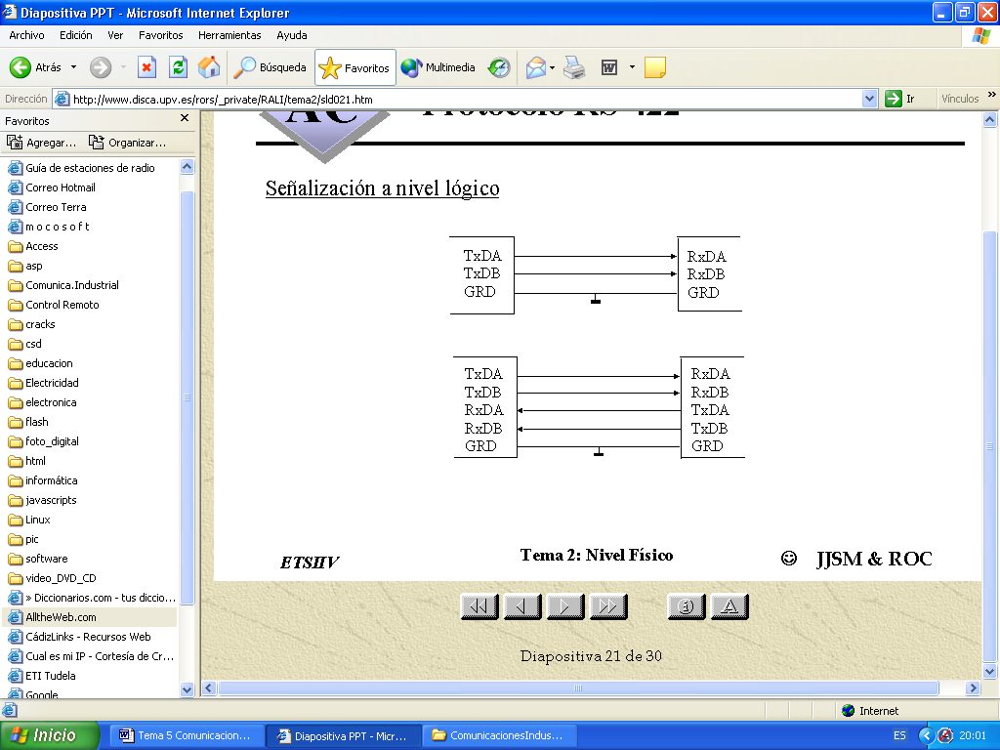 Diapositiva PPT - Microsoft Internet Explorer
Archivo Edición Ver Favoritos Herramientas Ayuda
Atrás Búsqueda Favoritos Multimedia
Dirección http://www.disca.upv.es/rors/_private/RALI/tema2/sld021.htm Ir Vínculos »
Favoritos
Agregar... Organizar...
Guía de estaciones de radio
Correo Hotmail
Correo Terra
m o c o s o f t
Access
asp
Comunica.Industrial
Control Remoto
cracks
csd
educacion
Electricidad
electronica
flash
foto_digital
html
informática
javascripts
Linux
pic
software
video_DVD_CD
» Diccionarios.com - tus diccio...
AlltheWeb.com
CádizLinks - Recursos Web
Cual es mi IP - Cortesía de Cr...
ETI Tudela
Google
AC Protocolo RS-422
Señalización a nivel lógico
TxDA RxDA
TxDB RxDB
GRD GRD
TxDA RxDA
TxDB RxDB
RxDA TxDA
RxDB TxDB
GRD GRD
ETSIIV Tema 2: Nivel Físico ☺ JJSM & ROC
Diapositiva 21 de 30
Internet
Inicio Tema 5 Comunicacion... Diapositiva PPT - Micr... ComunicacionesIndus... ES 20:01